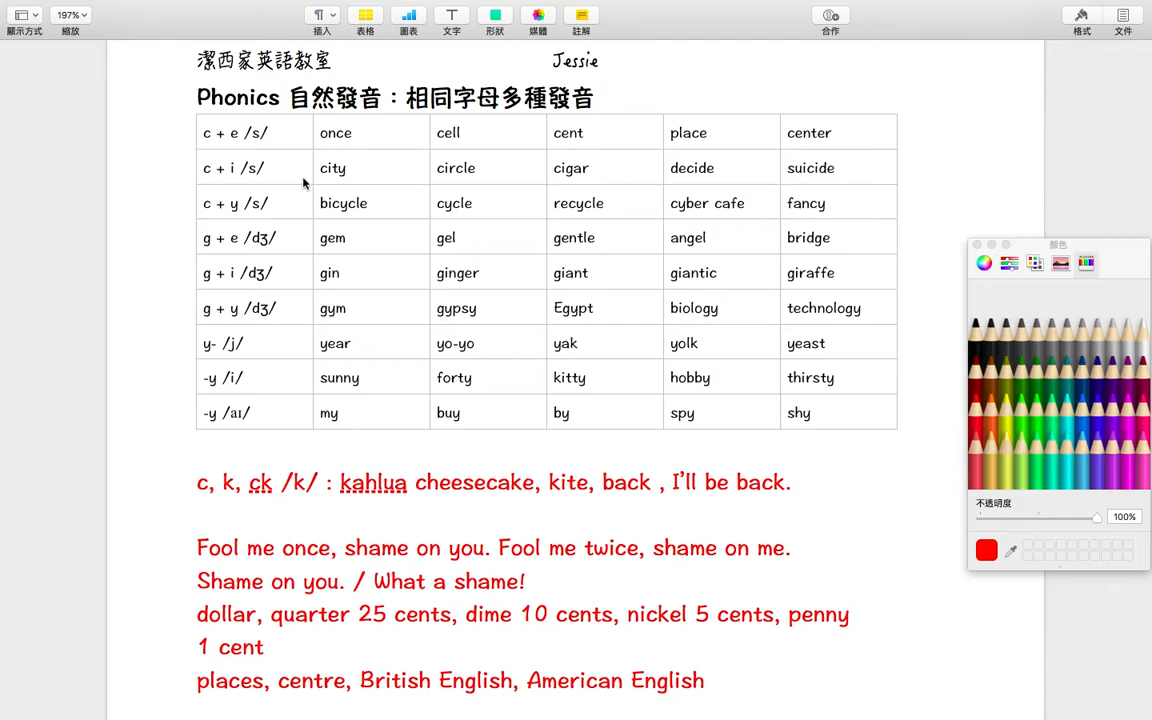 197%
顯示方式 縮放 插入 表格 圖表 文字 形狀 媒體 註解 合作 格式 文件
潔西家英語教室 Jessie
Phonics 自然發音：相同字母多種發音
c + e /s/ once cell cent place center
c + i /s/ city circle cigar decide suicide
c + y /s/ bicycle cycle recycle cyber cafe fancy
g + e /dʒ/ gem gel gentle angel bridge
g + i /dʒ/ gin ginger giant giantic giraffe
g + y /dʒ/ gym gypsy Egypt biology technology
y- /j/ year yo-yo yak yolk yeast
-y /i/ sunny forty kitty hobby thirsty
-y /aɪ/ my buy by spy shy
c, k, ck /k/ : kahlua cheesecake, kite, back , I'll be back.
Fool me once, shame on you. Fool me twice, shame on me.
Shame on you. / What a shame!
dollar, quarter 25 cents, dime 10 cents, nickel 5 cents, penny
1 cent
places, centre, British English, American English
顏色
不透明度
100%